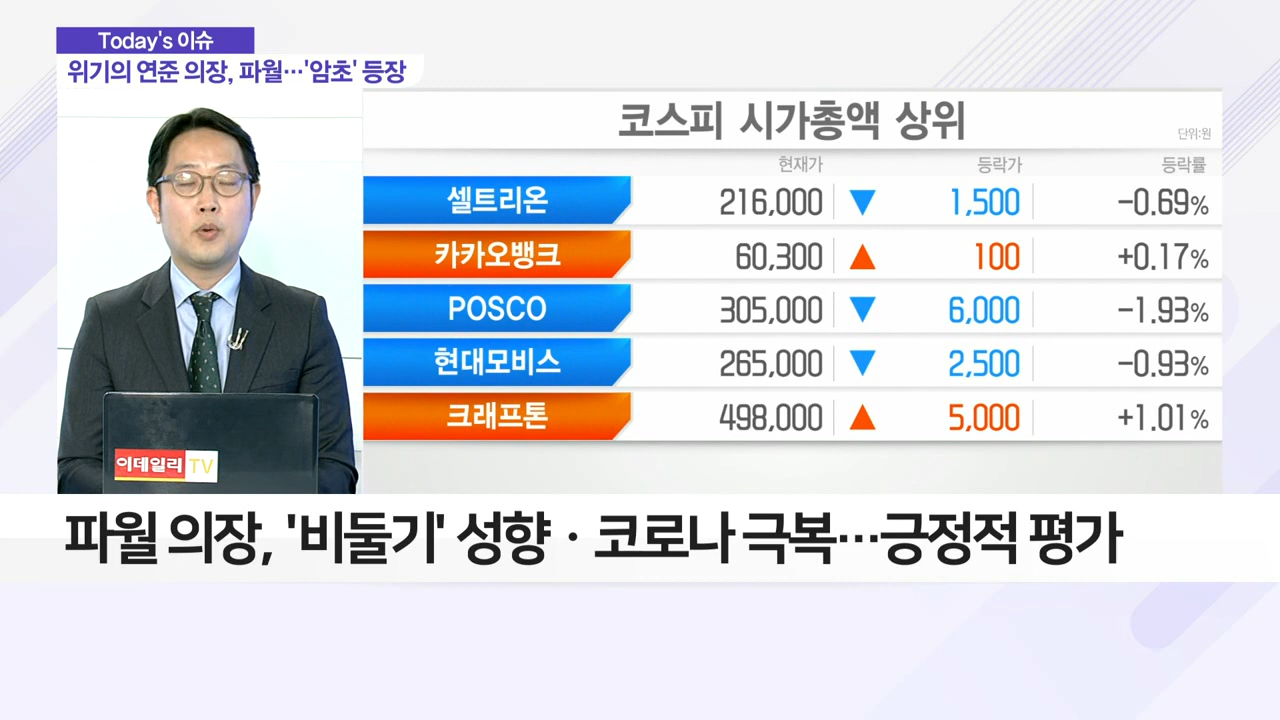 Today's 이슈
위기의 연준 의장, 파월…'암초' 등장
코스피 시가총액 상위
단위:원
현재가 등락가 등락률
셀트리온 216,000 ▼ 1,500 -0.69%
카카오뱅크 60,300 ▲ 100 +0.17%
POSCO 305,000 ▼ 6,000 -1.93%
현대모비스 265,000 ▼ 2,500 -0.93%
크래프톤 498,000 ▲ 5,000 +1.01%
이데일리 TV
파월 의장, '비둘기' 성향·코로나 극복…긍정적 평가